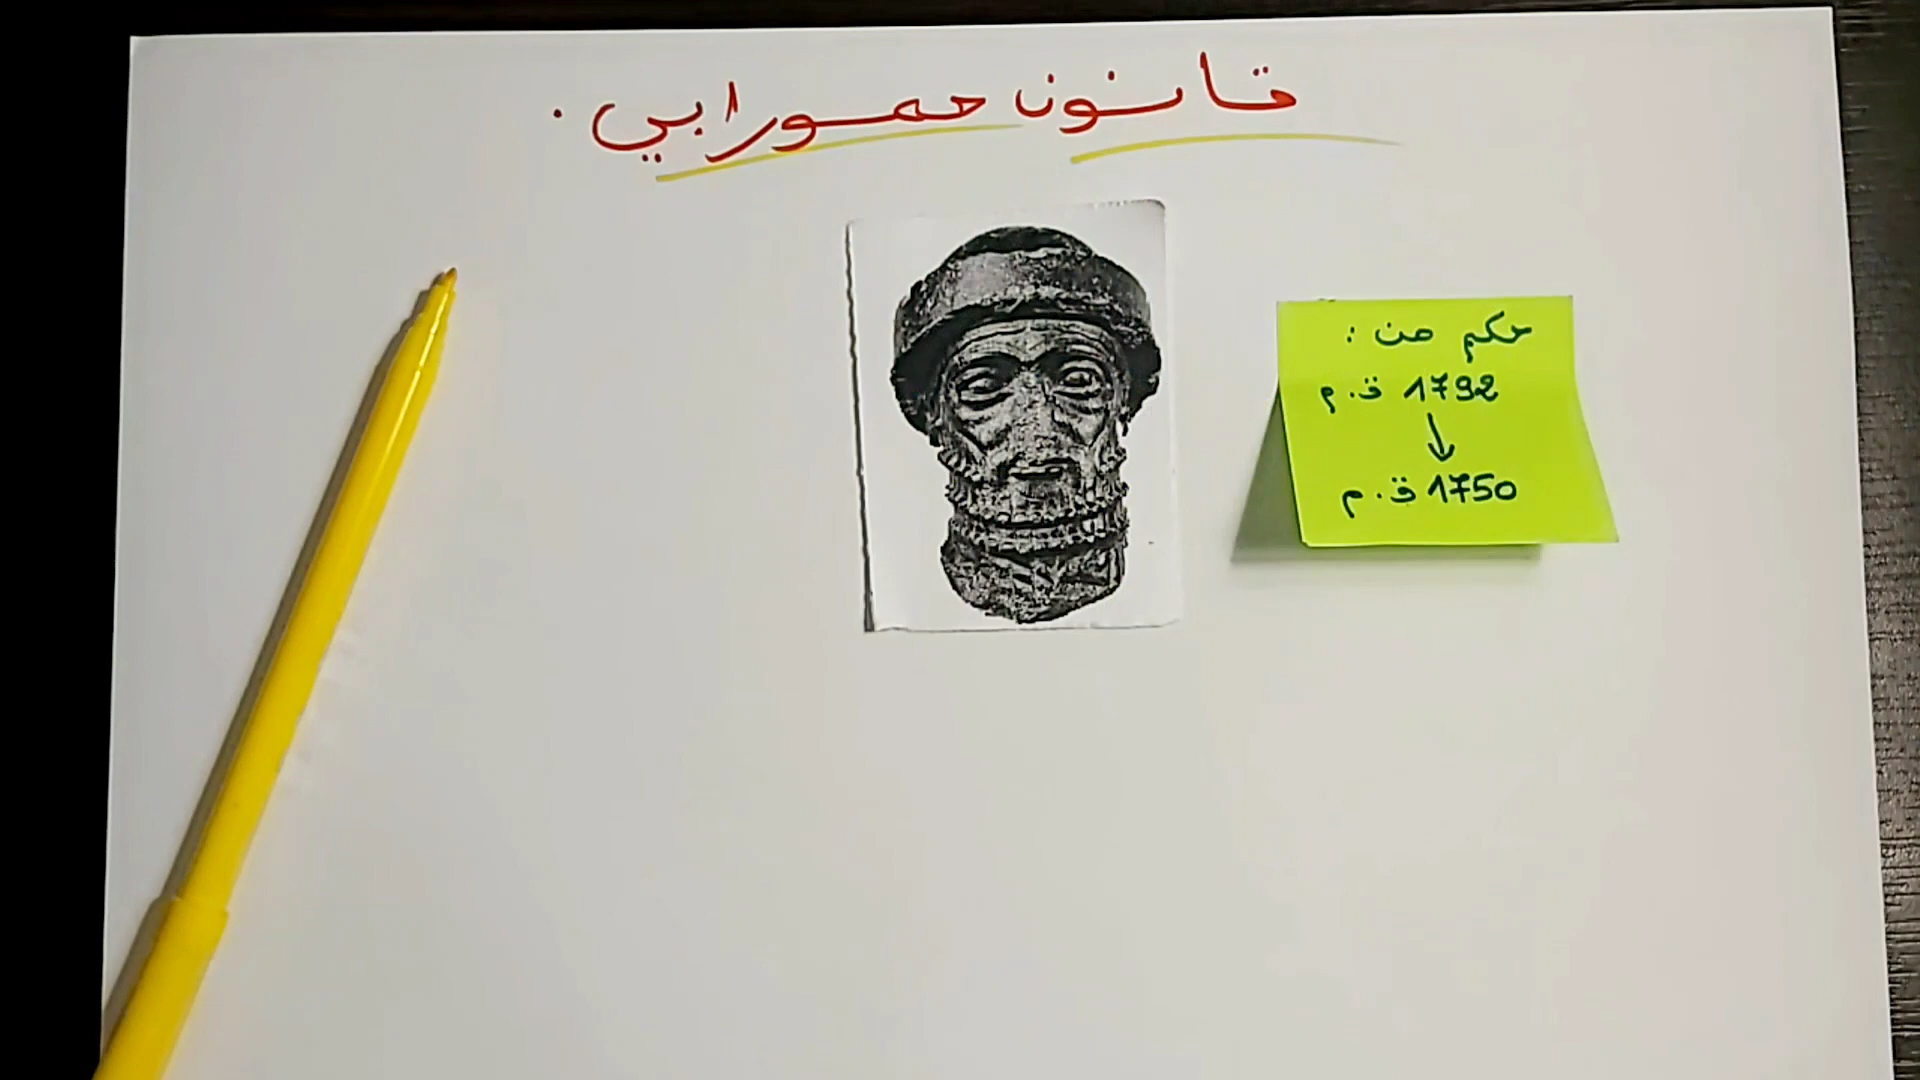 قانون حمورابي .
حكم من :
1792 ق.م
↓
1750 ق.م